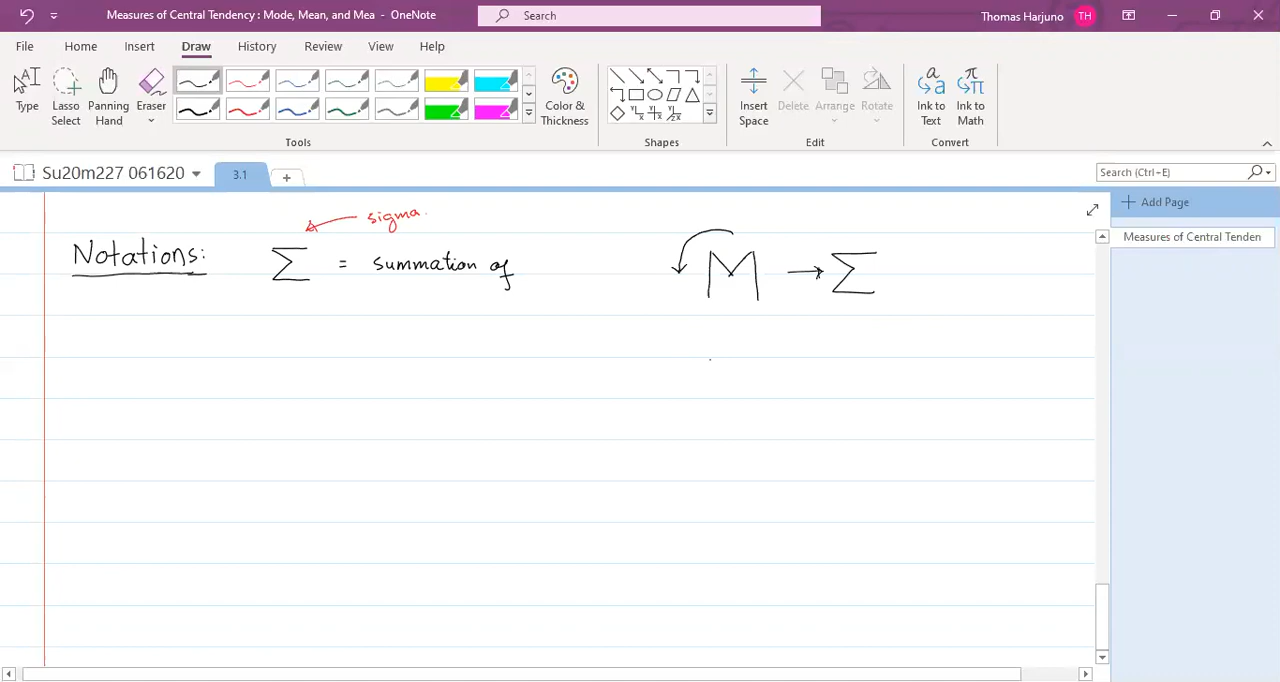 Measures of Central Tendency : Mode, Mean, and Mea - OneNote
Search
Thomas Harjuno
TH
File Home Insert Draw View History Review View Help
Type
Lasso Select
Panning Hand
Eraser
Color & Thickness
Insert Space
Delete
Arrange
Rotate
Ink to Text
Ink to Math
Tools
Shapes
Edit
Convert
Su20m227 061620
3.1
Search (Ctrl+E)
Add Page
Measures of Central Tenden
sigma.
Notations: Σ = summation of M → Σ